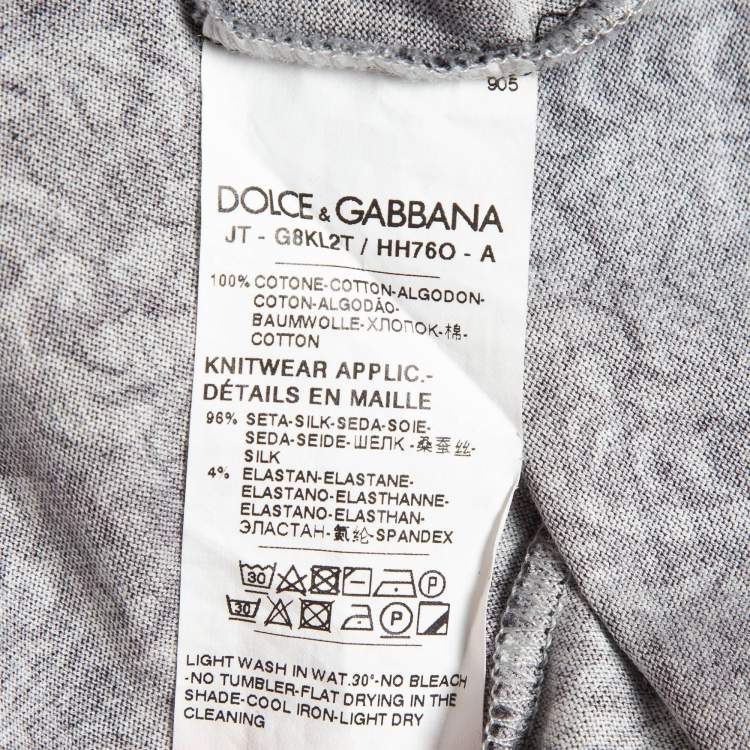 905
DOLCE & GABBANA
JT - G8KL2T / HH76O - A
100% COTONE-COTTON-ALGODON-
COTON-ALGODÃO-
BAUMWOLLE-ХЛОПОК-棉-
COTTON
KNITWEAR APPLIC.-
DÉTAILS EN MAILLE
96% SETA-SILK-SEDA-SOIE-
SEDA-SEIDE-ШЕЛК-桑蚕丝-
SILK
4% ELASTAN-ELASTANE-
ELASTANO-ELASTHANNE-
ELASTANO-ELASTHAN-
ЭЛАСТАН-氨纶-SPANDEX
30 P
30 P
LIGHT WASH IN WAT.30°-NO BLEACH
-NO TUMBLER-FLAT DRYING IN THE
SHADE-COOL IRON-LIGHT DRY
CLEANING